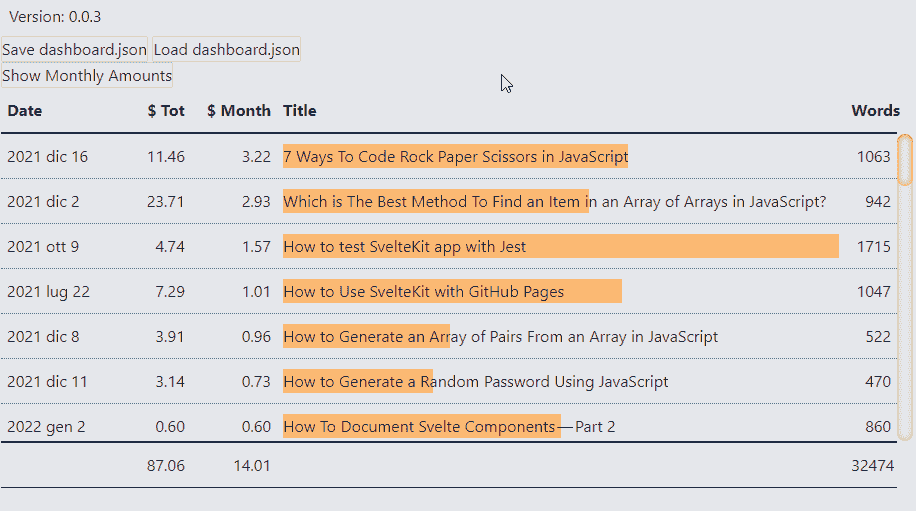 Version: 0.0.3
Save dashboard.json Load dashboard.json
Show Monthly Amounts
Date $ Tot $ Month Title Words
2021 dic 16 11.46 3.22 7 Ways To Code Rock Paper Scissors in JavaScript 1063
2021 dic 2 23.71 2.93 Which is The Best Method To Find an Item in an Array of Arrays in JavaScript? 942
2021 ott 9 4.74 1.57 How to test SvelteKit app with Jest 1715
2021 lug 22 7.29 1.01 How to Use SvelteKit with GitHub Pages 1047
2021 dic 8 3.91 0.96 How to Generate an Array of Pairs From an Array in JavaScript 522
2021 dic 11 3.14 0.73 How to Generate a Random Password Using JavaScript 470
2022 gen 2 0.60 0.60 How To Document Svelte Components — Part 2 860
87.06 14.01 32474